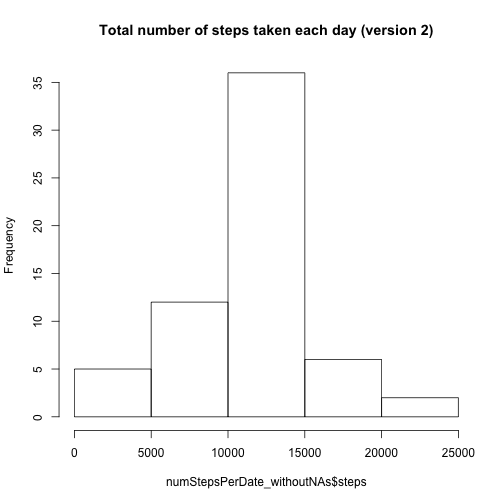 Total number of steps taken each day (version 2)
Frequency
35
30
25
20
15
10
5
0
0 5000 10000 15000 20000 25000
numStepsPerDate_withoutNAs$steps